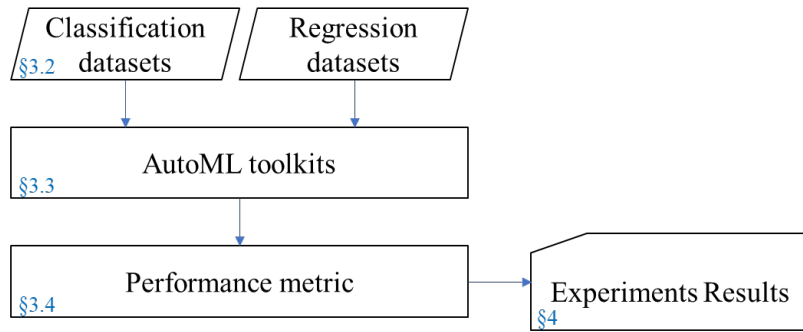 Classification
datasets
§3.2
Regression
datasets
AutoML toolkits
§3.3
Performance metric
§3.4
Experiments Results
§4